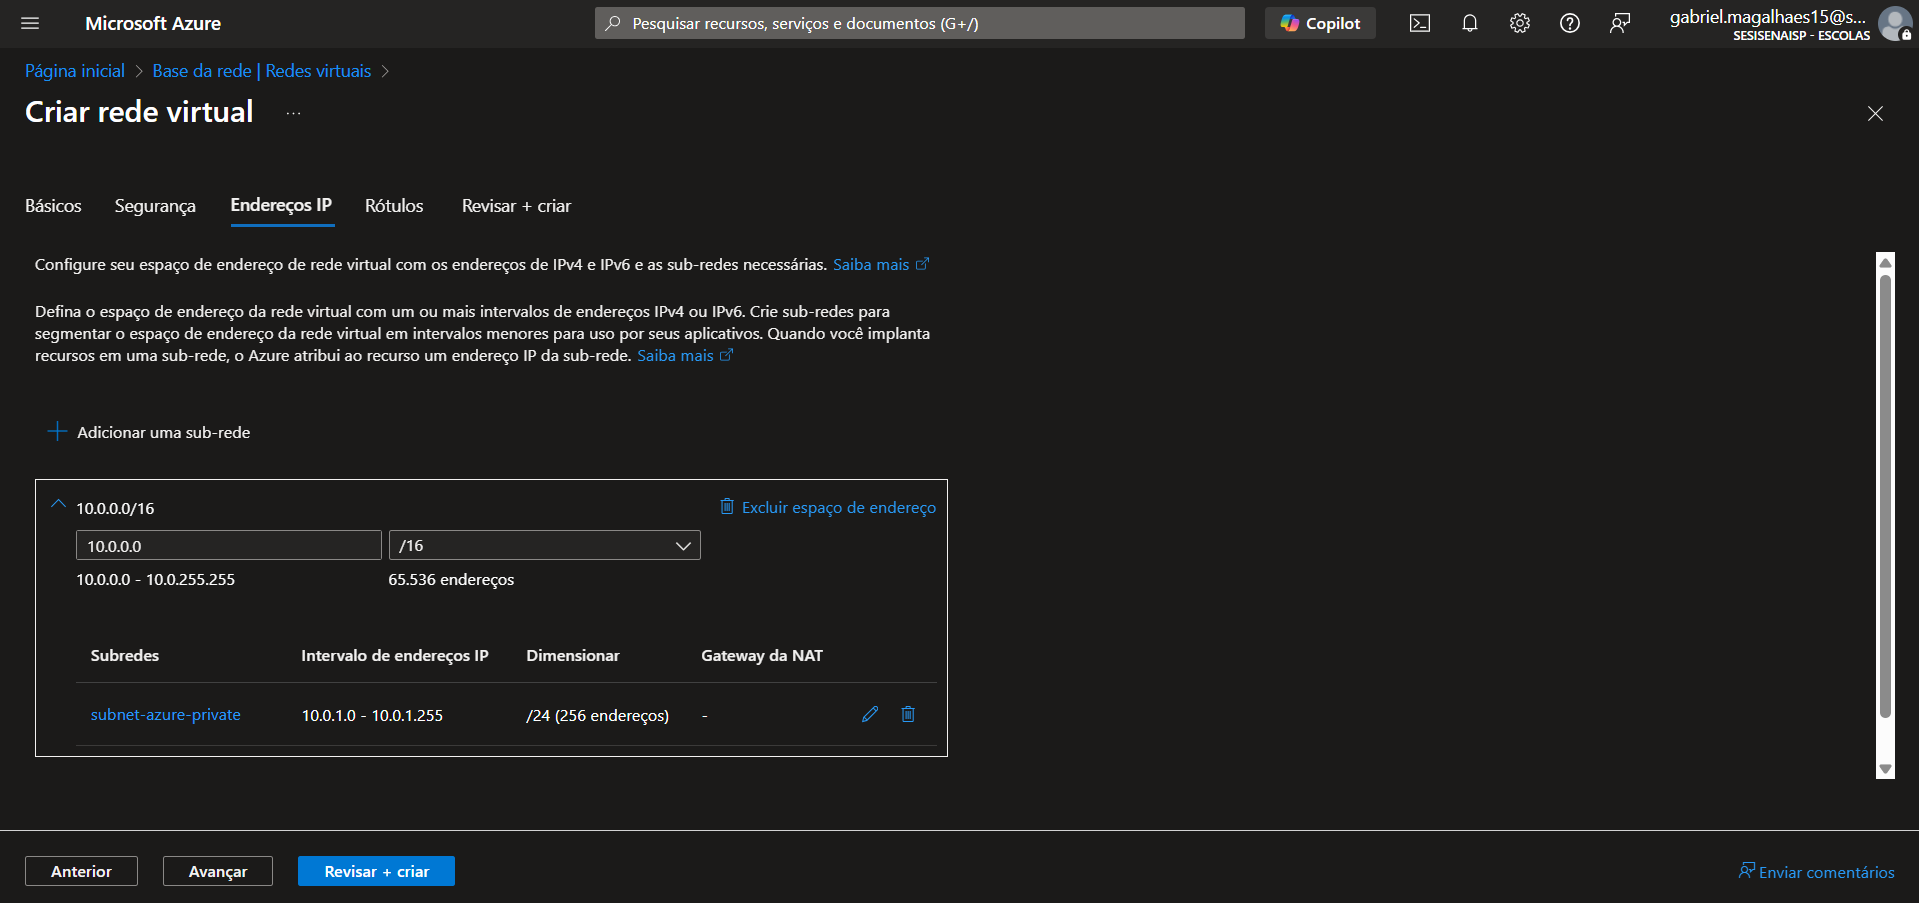 Microsoft Azure
Pesquisar recursos, serviços e documentos (G+/)
Copilot
gabriel.magalhaes15@s...
SESISENAISP - ESCOLAS
Página inicial > Base da rede | Redes virtuais >
Criar rede virtual ...
Básicos
Segurança
Endereços IP
Rótulos
Revisar + criar
Configure seu espaço de endereço de rede virtual com os endereços de IPv4 e IPv6 e as sub-redes necessárias. Saiba mais
Defina o espaço de endereço da rede virtual com um ou mais intervalos de endereços IPv4 ou IPv6. Crie sub-redes para
segmentar o espaço de endereço da rede virtual em intervalos menores para uso por seus aplicativos. Quando você implanta
recursos em uma sub-rede, o Azure atribui ao recurso um endereço IP da sub-rede. Saiba mais
Adicionar uma sub-rede
10.0.0.0/16
Excluir espaço de endereço
10.0.0.0
/16
10.0.0.0 - 10.0.255.255
65.536 endereços
Subredes
Intervalo de endereços IP
Dimensionar
Gateway da NAT
subnet-azure-private
10.0.1.0 - 10.0.1.255
/24 (256 endereços)
-
Anterior
Avançar
Revisar + criar
Enviar comentários